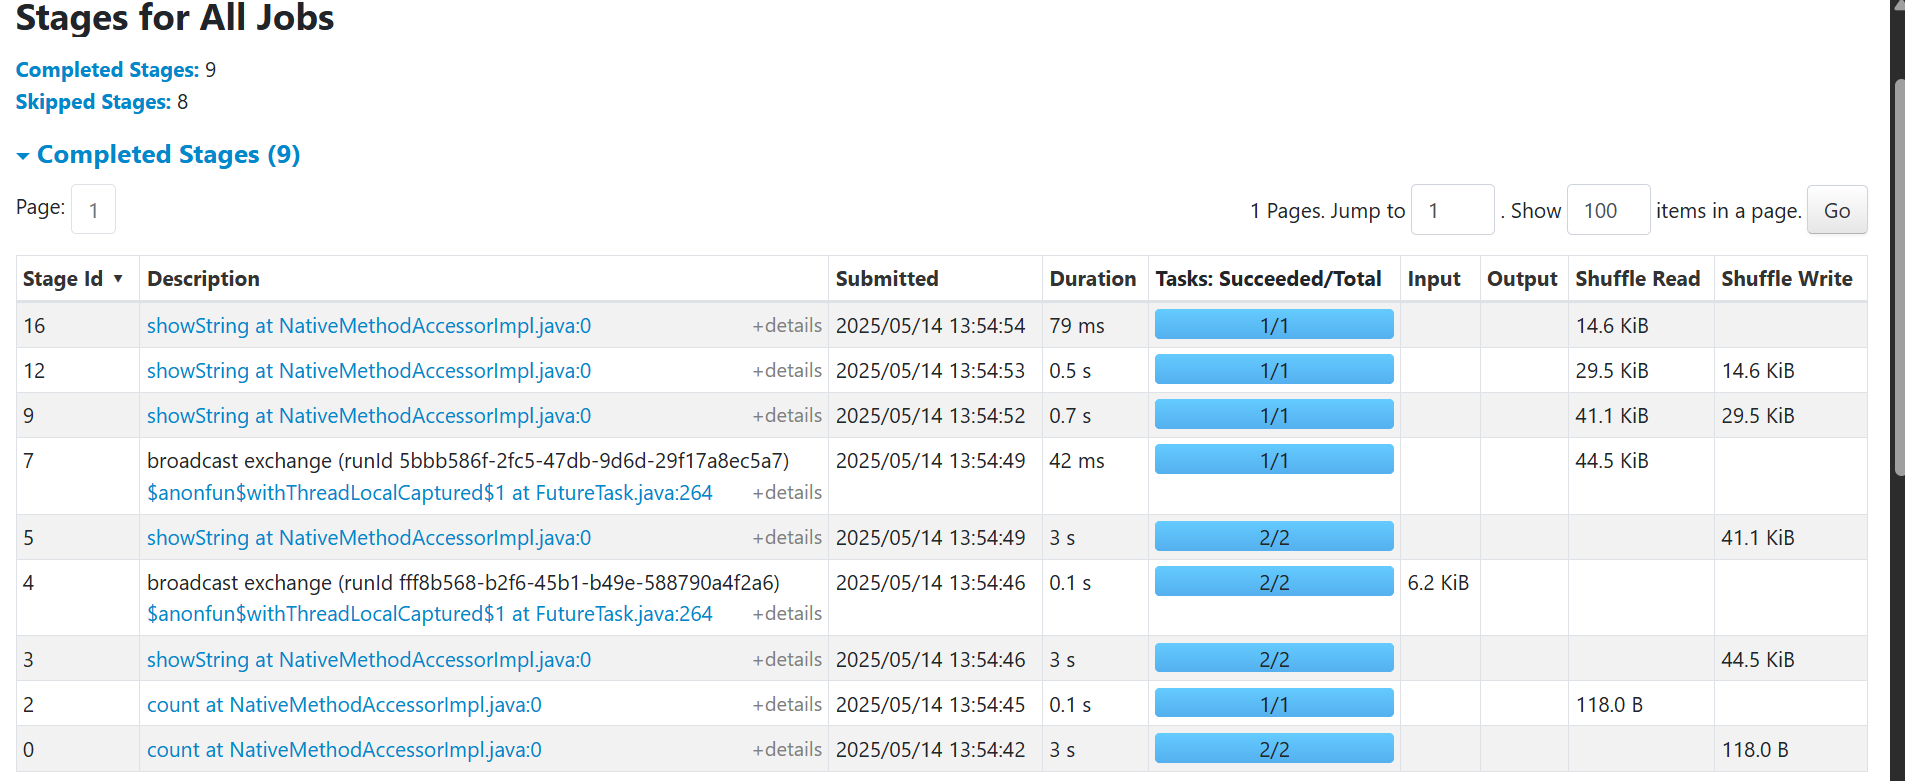 Stages for All Jobs
Completed Stages: 9
Skipped Stages: 8
Completed Stages (9)
Page: 1 1 Pages. Jump to 1 . Show 100 items in a page. Go
Stage Id ▼ Description Submitted Duration Tasks: Succeeded/Total Input Output Shuffle Read Shuffle Write
16 showString at NativeMethodAccessorImpl.java:0 +details 2025/05/14 13:54:54 79 ms 1/1 14.6 KiB
12 showString at NativeMethodAccessorImpl.java:0 +details 2025/05/14 13:54:53 0.5 s 1/1 29.5 KiB 14.6 KiB
9 showString at NativeMethodAccessorImpl.java:0 +details 2025/05/14 13:54:52 0.7 s 1/1 41.1 KiB 29.5 KiB
7 broadcast exchange (runId 5bbb586f-2fc5-47db-9d6d-29f17a8ec5a7) 2025/05/14 13:54:49 42 ms 1/1 44.5 KiB
$anonfun$withThreadLocalCaptured$1 at FutureTask.java:264 +details
5 showString at NativeMethodAccessorImpl.java:0 +details 2025/05/14 13:54:49 3 s 2/2 41.1 KiB
4 broadcast exchange (runId fff8b568-b2f6-45b1-b49e-588790a4f2a6) 2025/05/14 13:54:46 0.1 s 2/2 6.2 KiB
$anonfun$withThreadLocalCaptured$1 at FutureTask.java:264 +details
3 showString at NativeMethodAccessorImpl.java:0 +details 2025/05/14 13:54:46 3 s 2/2 44.5 KiB
2 count at NativeMethodAccessorImpl.java:0 +details 2025/05/14 13:54:45 0.1 s 1/1 118.0 B
0 count at NativeMethodAccessorImpl.java:0 +details 2025/05/14 13:54:42 3 s 2/2 118.0 B